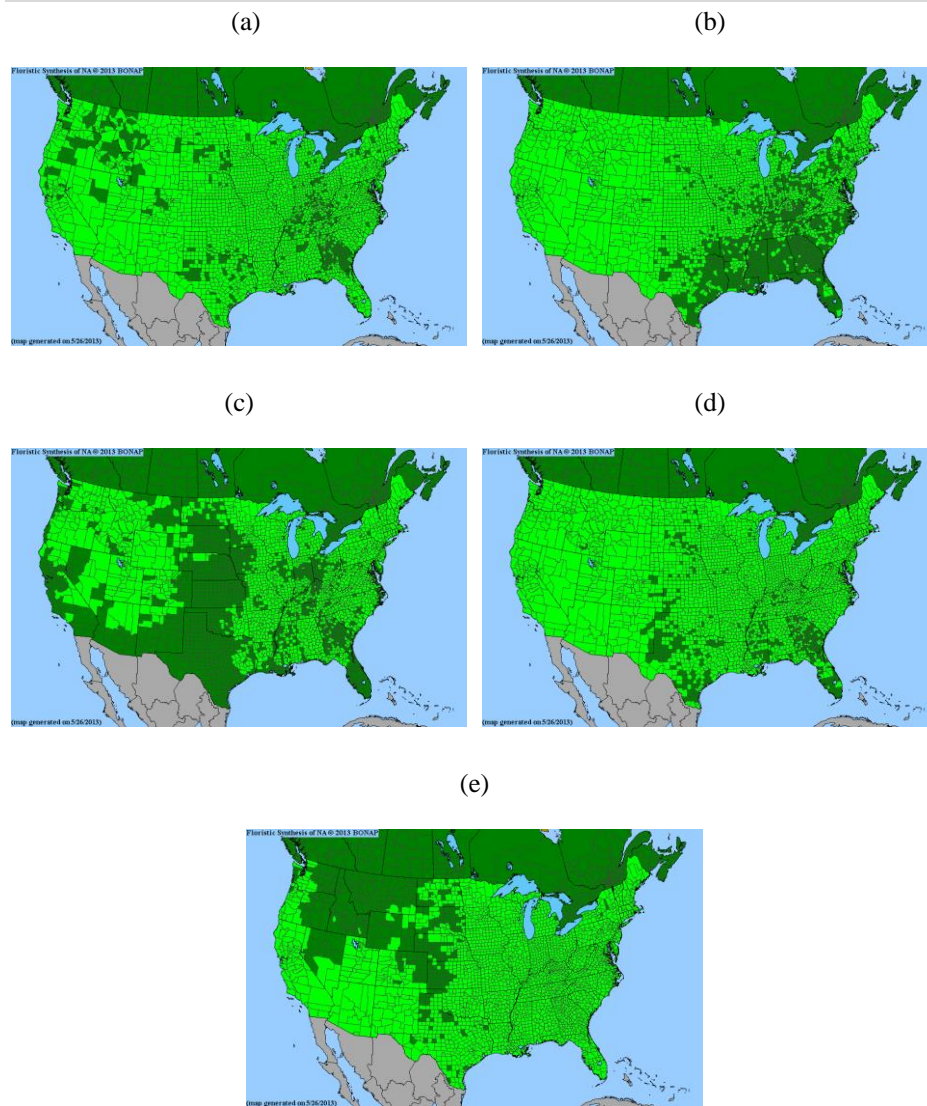 (a)
(b)
Floristic Synthesis of NA © 2013 BONAP
Floristic Synthesis of NA © 2013 BONAP
(map generated on 5/26/2013)
(map generated on 5/26/2013)
(c)
(d)
Floristic Synthesis of NA © 2013 BONAP
Floristic Synthesis of NA © 2013 BONAP
(map generated on 5/26/2013)
(map generated on 5/26/2013)
(e)
Floristic Synthesis of NA © 2013 BONAP
(map generated on 5/26/2013)